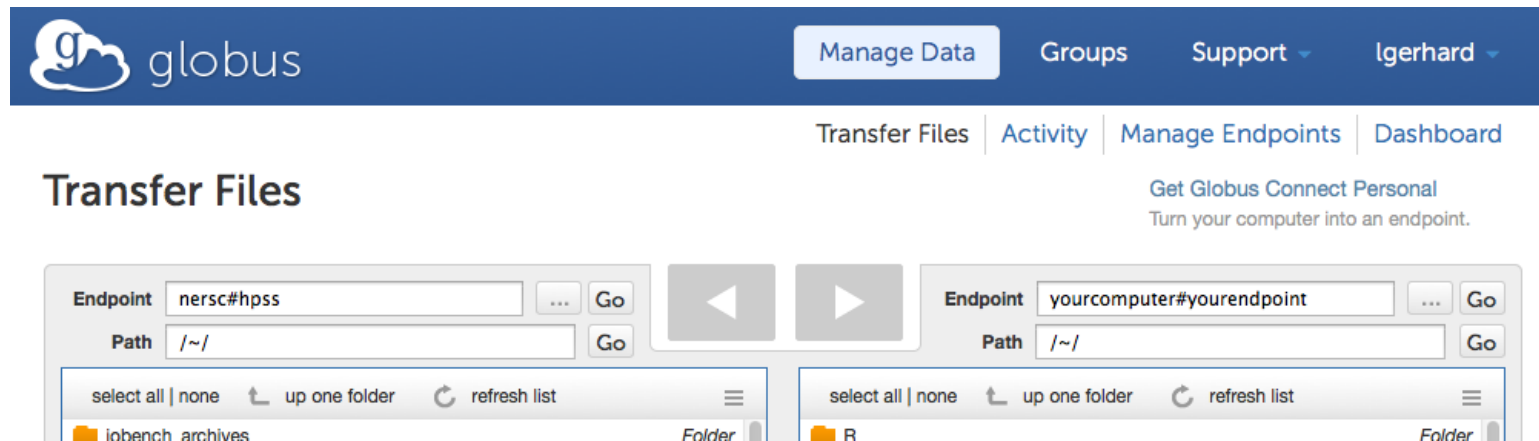 globus
Manage Data Groups Support lgerhard
Transfer Files Activity Manage Endpoints Dashboard
Transfer Files
Get Globus Connect Personal
Turn your computer into an endpoint.
Endpoint nersc#hpss ... Go
Path /~/ Go
select all | none up one folder refresh list
iobench_archives Folder
Endpoint yourcomputer#yourendpoint ... Go
Path /~/ Go
select all | none up one folder refresh list
R Folder